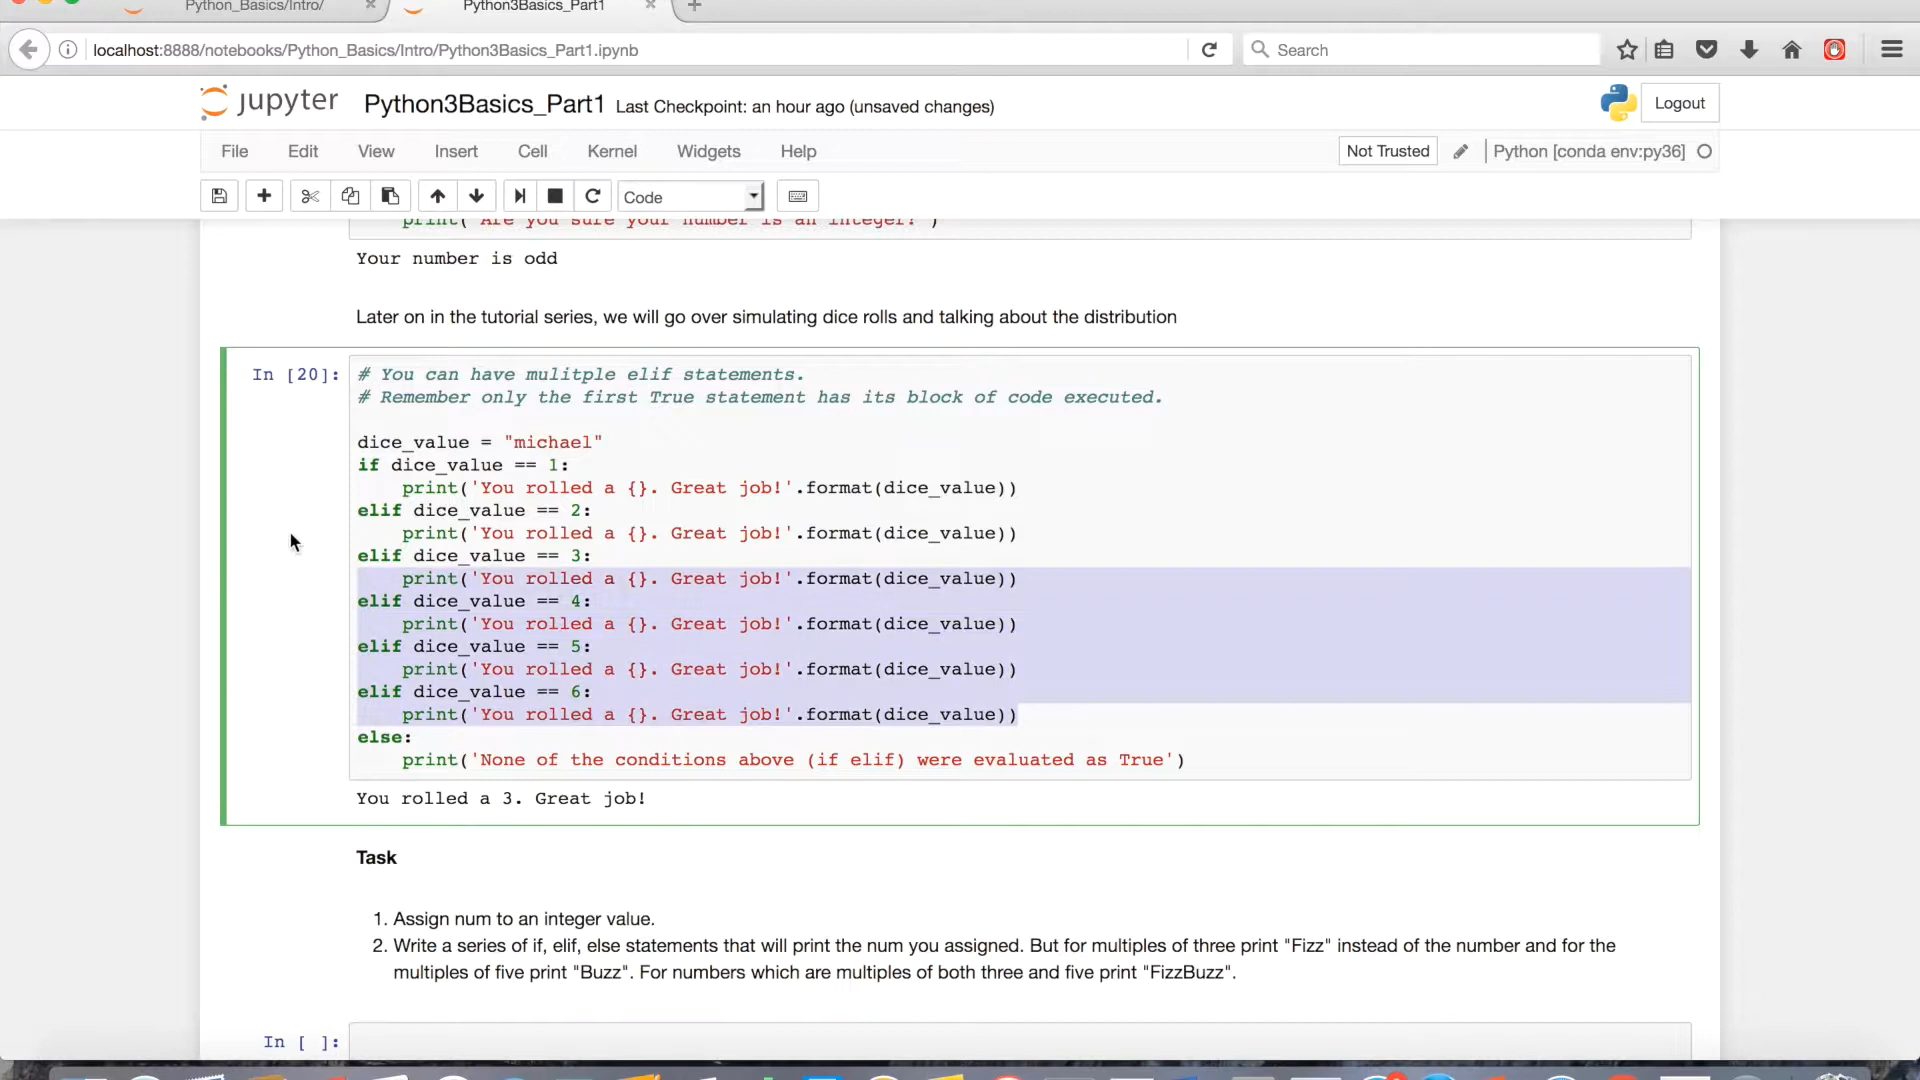 Python_Basics/Intro/
Python3Basics_Part1
localhost:8888/notebooks/Python_Basics/Intro/Python3Basics_Part1.ipynb
Search
jupyter
Python3Basics_Part1 Last Checkpoint: an hour ago (unsaved changes)
Logout
File Edit View Insert Cell Kernel Widgets Help
Not Trusted
Python [conda env:py36]
Code
print('Are you sure your number is an integer?')
Your number is odd
Later on in the tutorial series, we will go over simulating dice rolls and talking about the distribution
In [20]:
# You can have mulitple elif statements.
# Remember only the first True statement has its block of code executed.
dice_value = "michael"
if dice_value == 1:
    print('You rolled a {}. Great job!'.format(dice_value))
elif dice_value == 2:
    print('You rolled a {}. Great job!'.format(dice_value))
elif dice_value == 3:
    print('You rolled a {}. Great job!'.format(dice_value))
elif dice_value == 4:
    print('You rolled a {}. Great job!'.format(dice_value))
elif dice_value == 5:
    print('You rolled a {}. Great job!'.format(dice_value))
elif dice_value == 6:
    print('You rolled a {}. Great job!'.format(dice_value))
else:
    print('None of the conditions above (if elif) were evaluated as True')
You rolled a 3. Great job!
Task
1. Assign num to an integer value.
2. Write a series of if, elif, else statements that will print the num you assigned. But for multiples of three print "Fizz" instead of the number and for the
multiples of five print "Buzz". For numbers which are multiples of both three and five print "FizzBuzz".
In [ ]: